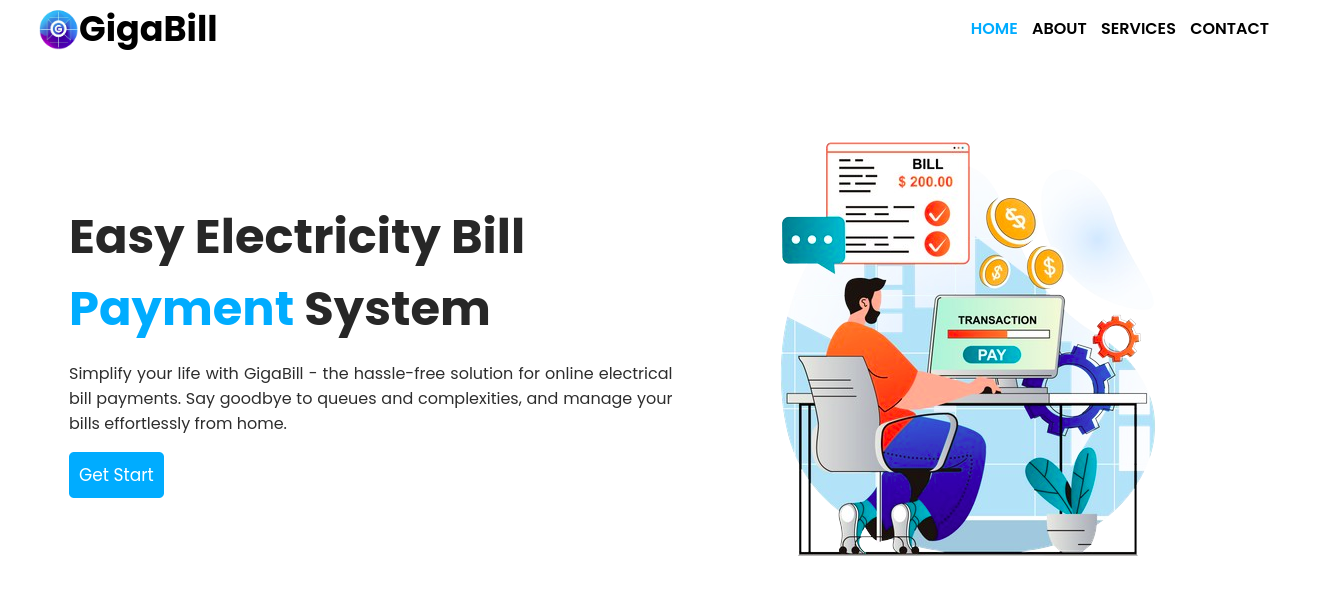 G
GigaBill
HOME ABOUT SERVICES CONTACT
Easy Electricity Bill
Payment System
Simplify your life with GigaBill - the hassle-free solution for online electrical
bill payments. Say goodbye to queues and complexities, and manage your
bills effortlessly from home.
Get Start
BILL
$ 200.00
$
$
$
TRANSACTION
PAY